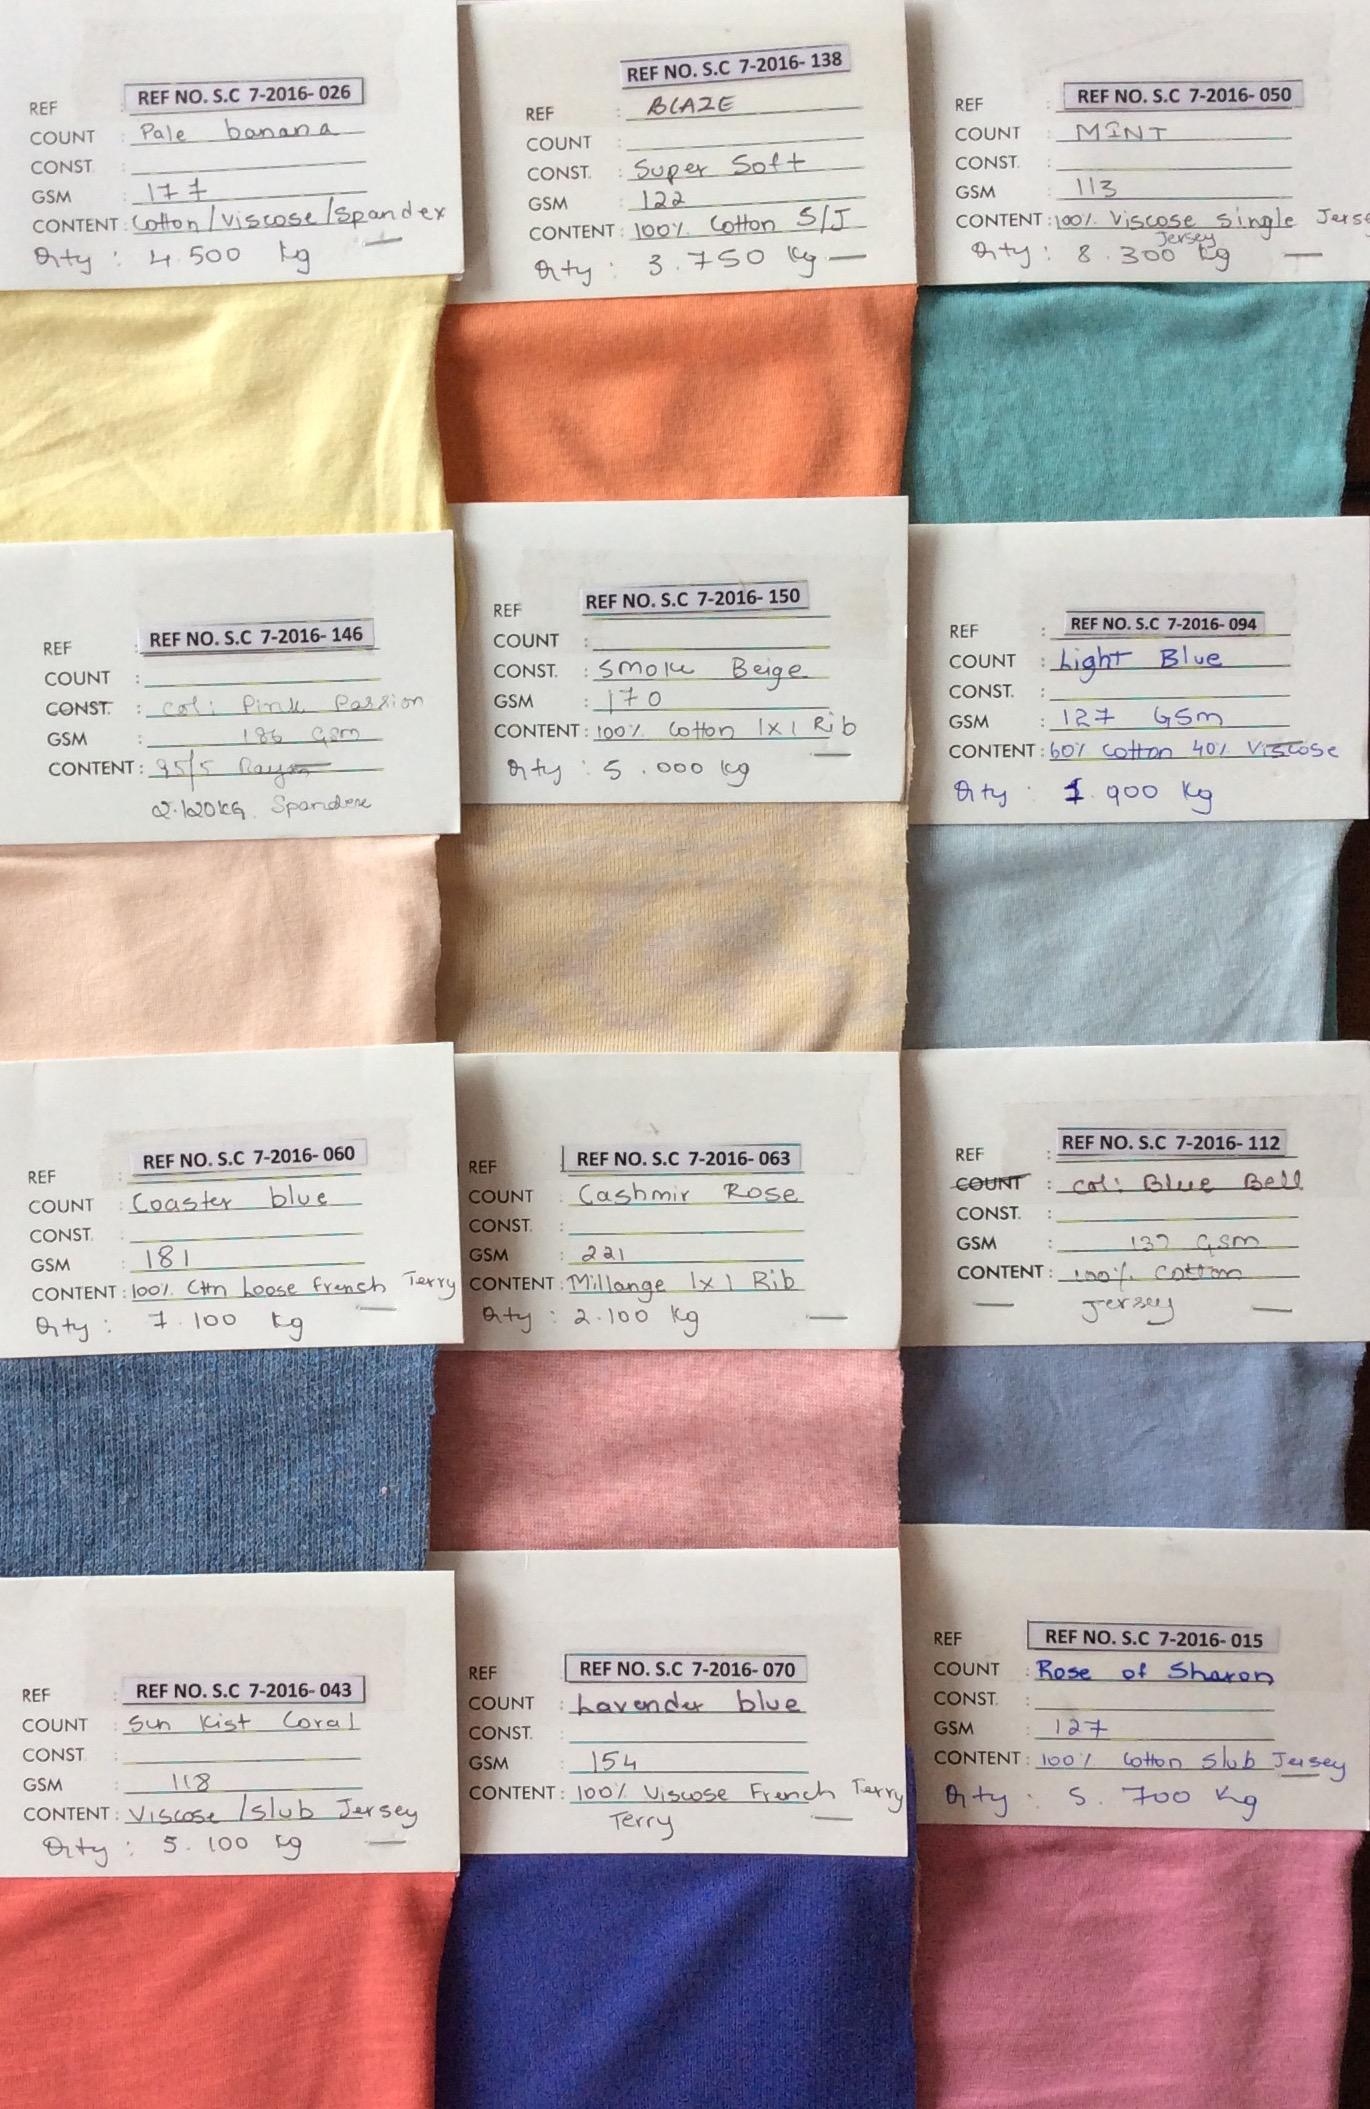 REF : REF NO. S.C 7-2016-026
COUNT : Pale banana
CONST. :
GSM : 177
CONTENT : Cotton/Viscose/Spandex
Qty : 4.500 kg
REF NO. S.C 7-2016-138
REF : BLAZE
COUNT :
CONST. : Super Soft
GSM : 122
CONTENT : 100% Cotton S/J
Qty : 3.750 kg
REF : REF NO. S.C 7-2016-050
COUNT : MINT
CONST. :
GSM : 113
CONTENT : 100% Viscose single Jerse
Jersey
Qty : 8.300 kg
REF : REF NO. S.C 7-2016-146
COUNT :
CONST. : Col: Pink Passion
GSM : 186 GSM
CONTENT : 95/5 Rayon
2.120KG. Spandex
REF REF NO. S.C 7-2016-150
COUNT :
CONST. : Smoke Beige
GSM : 170
CONTENT : 100% Cotton 1x1 Rib
Qty : 5.000 kg
REF : REF NO. S.C 7-2016-094
COUNT : Light Blue
CONST. :
GSM : 127 GSm
CONTENT : 60% Cotton 40% Viscose
Qty : 1.900 Kg
REF : REF NO. S.C 7-2016-060
COUNT : Coaster blue
CONST. :
GSM : 181
CONTENT : 100% Cttn Loose French Terry
Qty : 7.100 kg
REF REF NO. S.C 7-2016-063
COUNT : Cashmir Rose
CONST. :
GSM : 221
CONTENT : Millange 1x1 Rib
Qty : 2.100 kg
REF : REF NO. S.C 7-2016-112
COUNT : Col: Blue Bell
CONST. :
GSM : 137 GSM
CONTENT : 100% Cotton
Jersey
REF : REF NO. S.C 7-2016-043
COUNT : Sun Kist Coral
CONST. :
GSM : 118
CONTENT : Viscose/Slub Jersey
Qty : 5.100 kg
REF REF NO. S.C 7-2016-070
COUNT : Lavender blue
CONST. :
GSM : 154
CONTENT : 100% Viscose French Terry
Terry
REF REF NO. S.C 7-2016-015
COUNT : Rose of Sharon
CONST. :
GSM : 127
CONTENT : 100% Cotton Slub Jersey
Qty : 5.700 kg